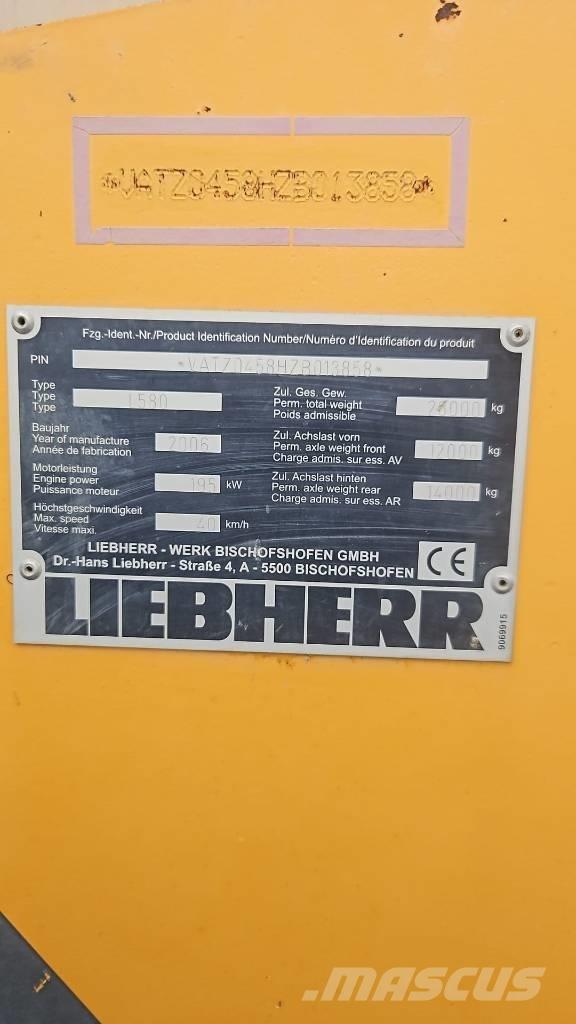 *VATZ0458HZB013858*
Fzg.-Ident.-Nr./Product Identification Number/Numéro d'Identification du produit
PIN *VATZ0458HZB013858*
Type
Type L580
Type
Zul. Ges. Gew.
Perm. total weight kg
Poids admissible
Baujahr
Year of manufacture 2006
Année de fabrication
Zul. Achslast vorn
Perm. axle weight front 12000 kg
Charge admis. sur ess. AV
Motorleistung
Engine power 195 kW
Puissance moteur
Zul. Achslast hinten
Perm. axle weight rear 14000 kg
Charge admis. sur ess. AR
Höchstgeschwindigkeit
Max. speed 40 km/h
Vitesse maxi.
LIEBHERR - WERK BISCHOFSHOFEN GMBH
Dr.-Hans Liebherr - Straße 4, A - 5500 BISCHOFSHOFEN
CE
LIEBHERR
9069915
MASCUS